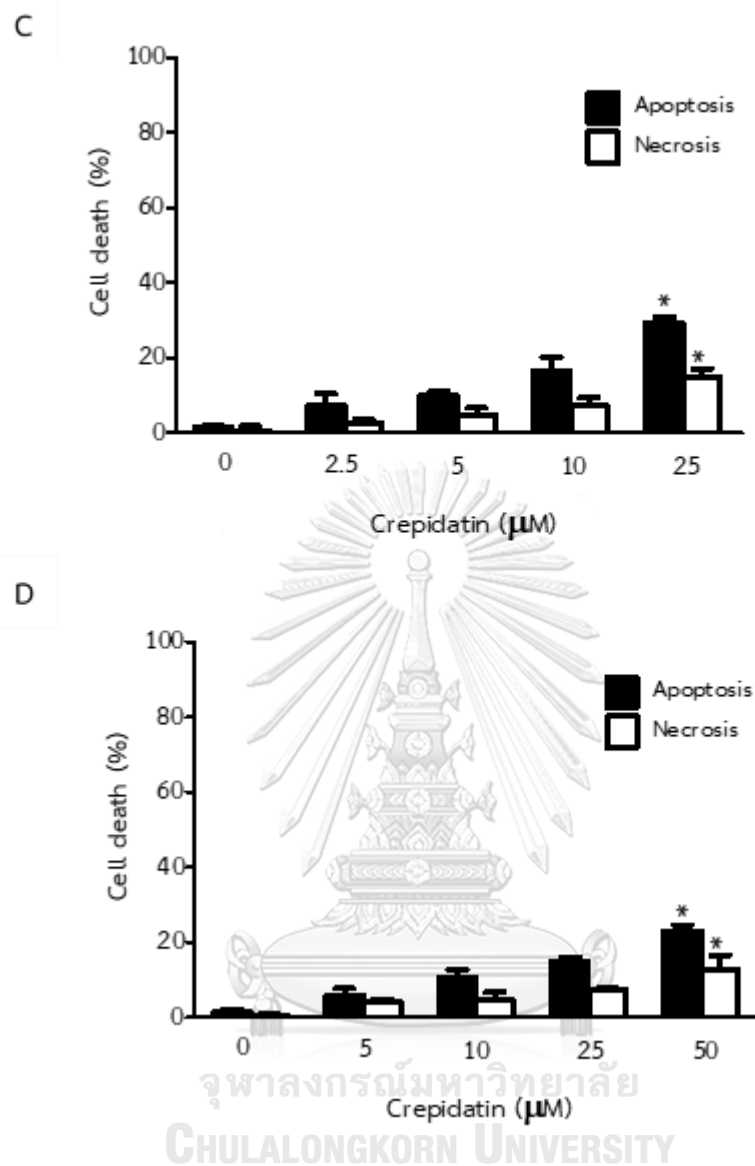 C
100
80
60
40
20
0
Cell death (%)
Apoptosis
Necrosis
*
*
0 2.5 5 10 25
Crepidatin (μM)
D
100
80
60
40
20
0
Cell death (%)
Apoptosis
Necrosis
*
*
0 5 10 25 50
Crepidatin (μM)
จุฬาลงกรณ์มหาวิทยาลัย
CHULALONGKORN UNIVERSITY